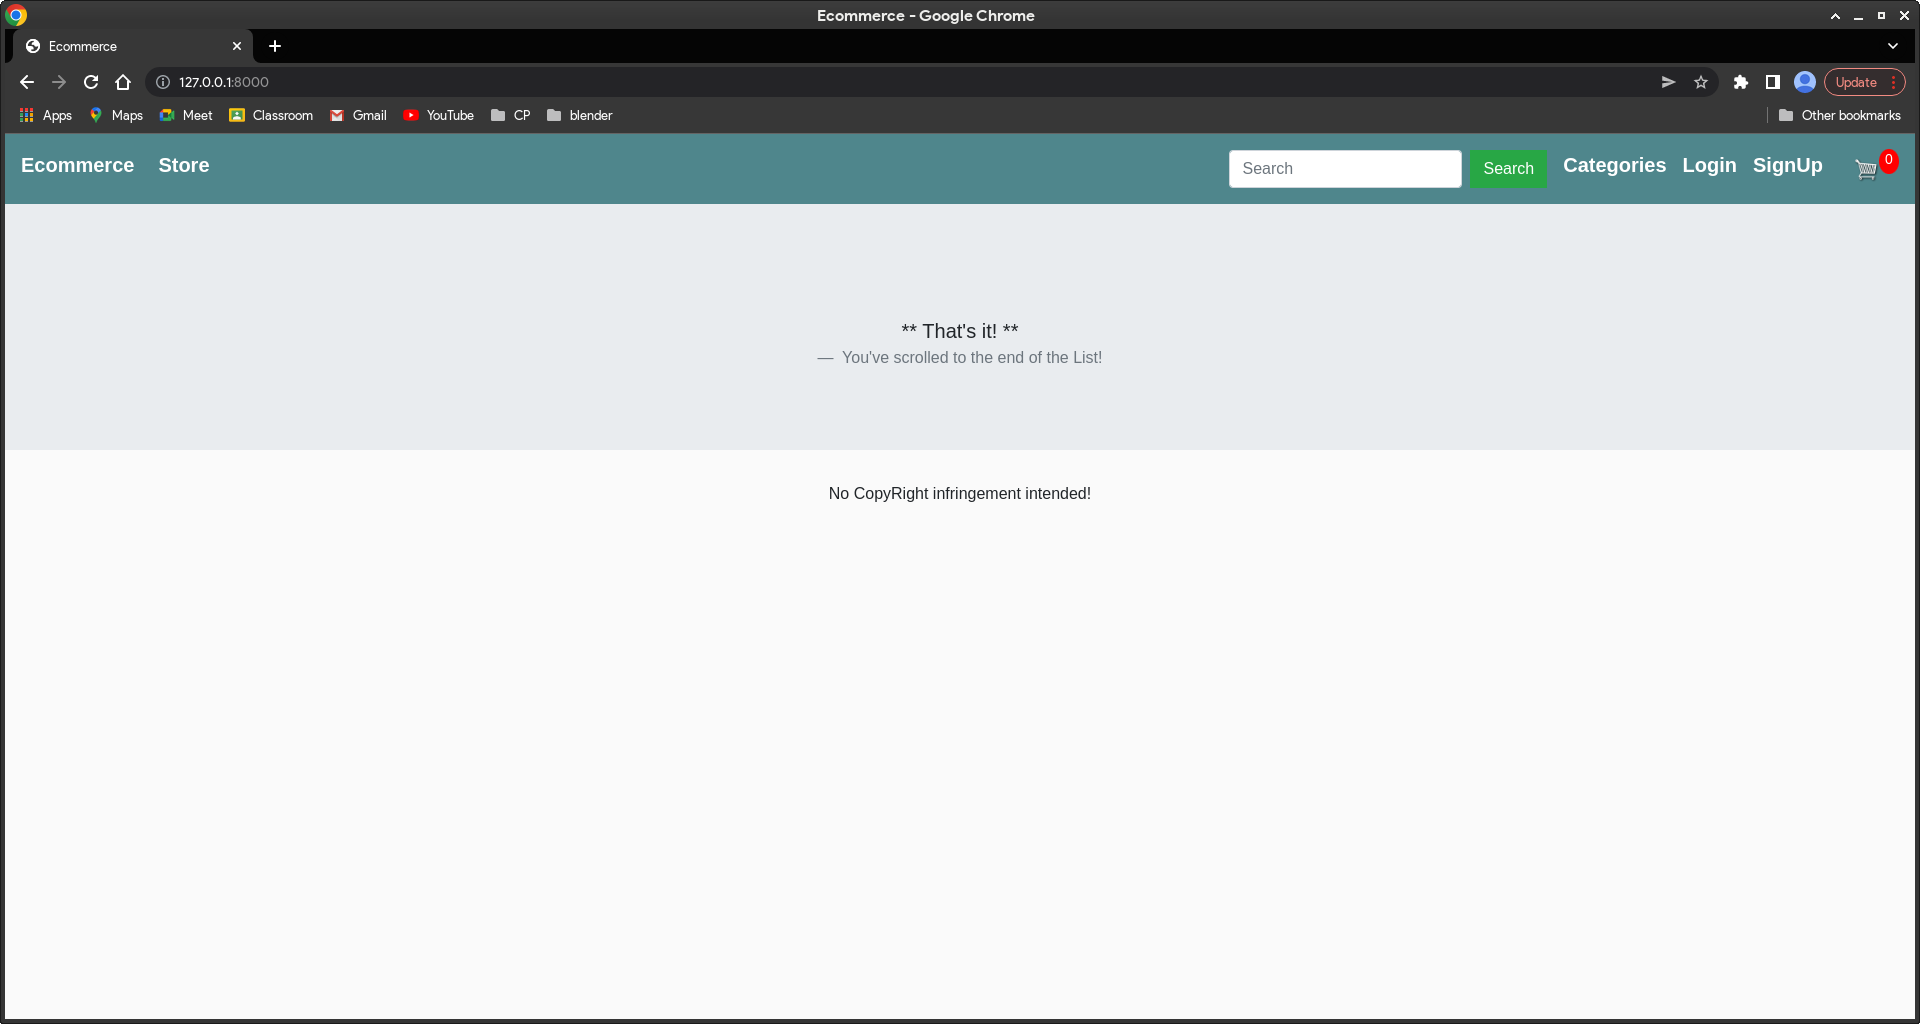 Ecommerce - Google Chrome
Ecommerce
127.0.0.1:8000
Update
Apps Maps Meet Classroom Gmail YouTube CP blender Other bookmarks
Ecommerce Store Search Search Categories Login SignUp 0
** That's it! **
— You've scrolled to the end of the List!
No CopyRight infringement intended!